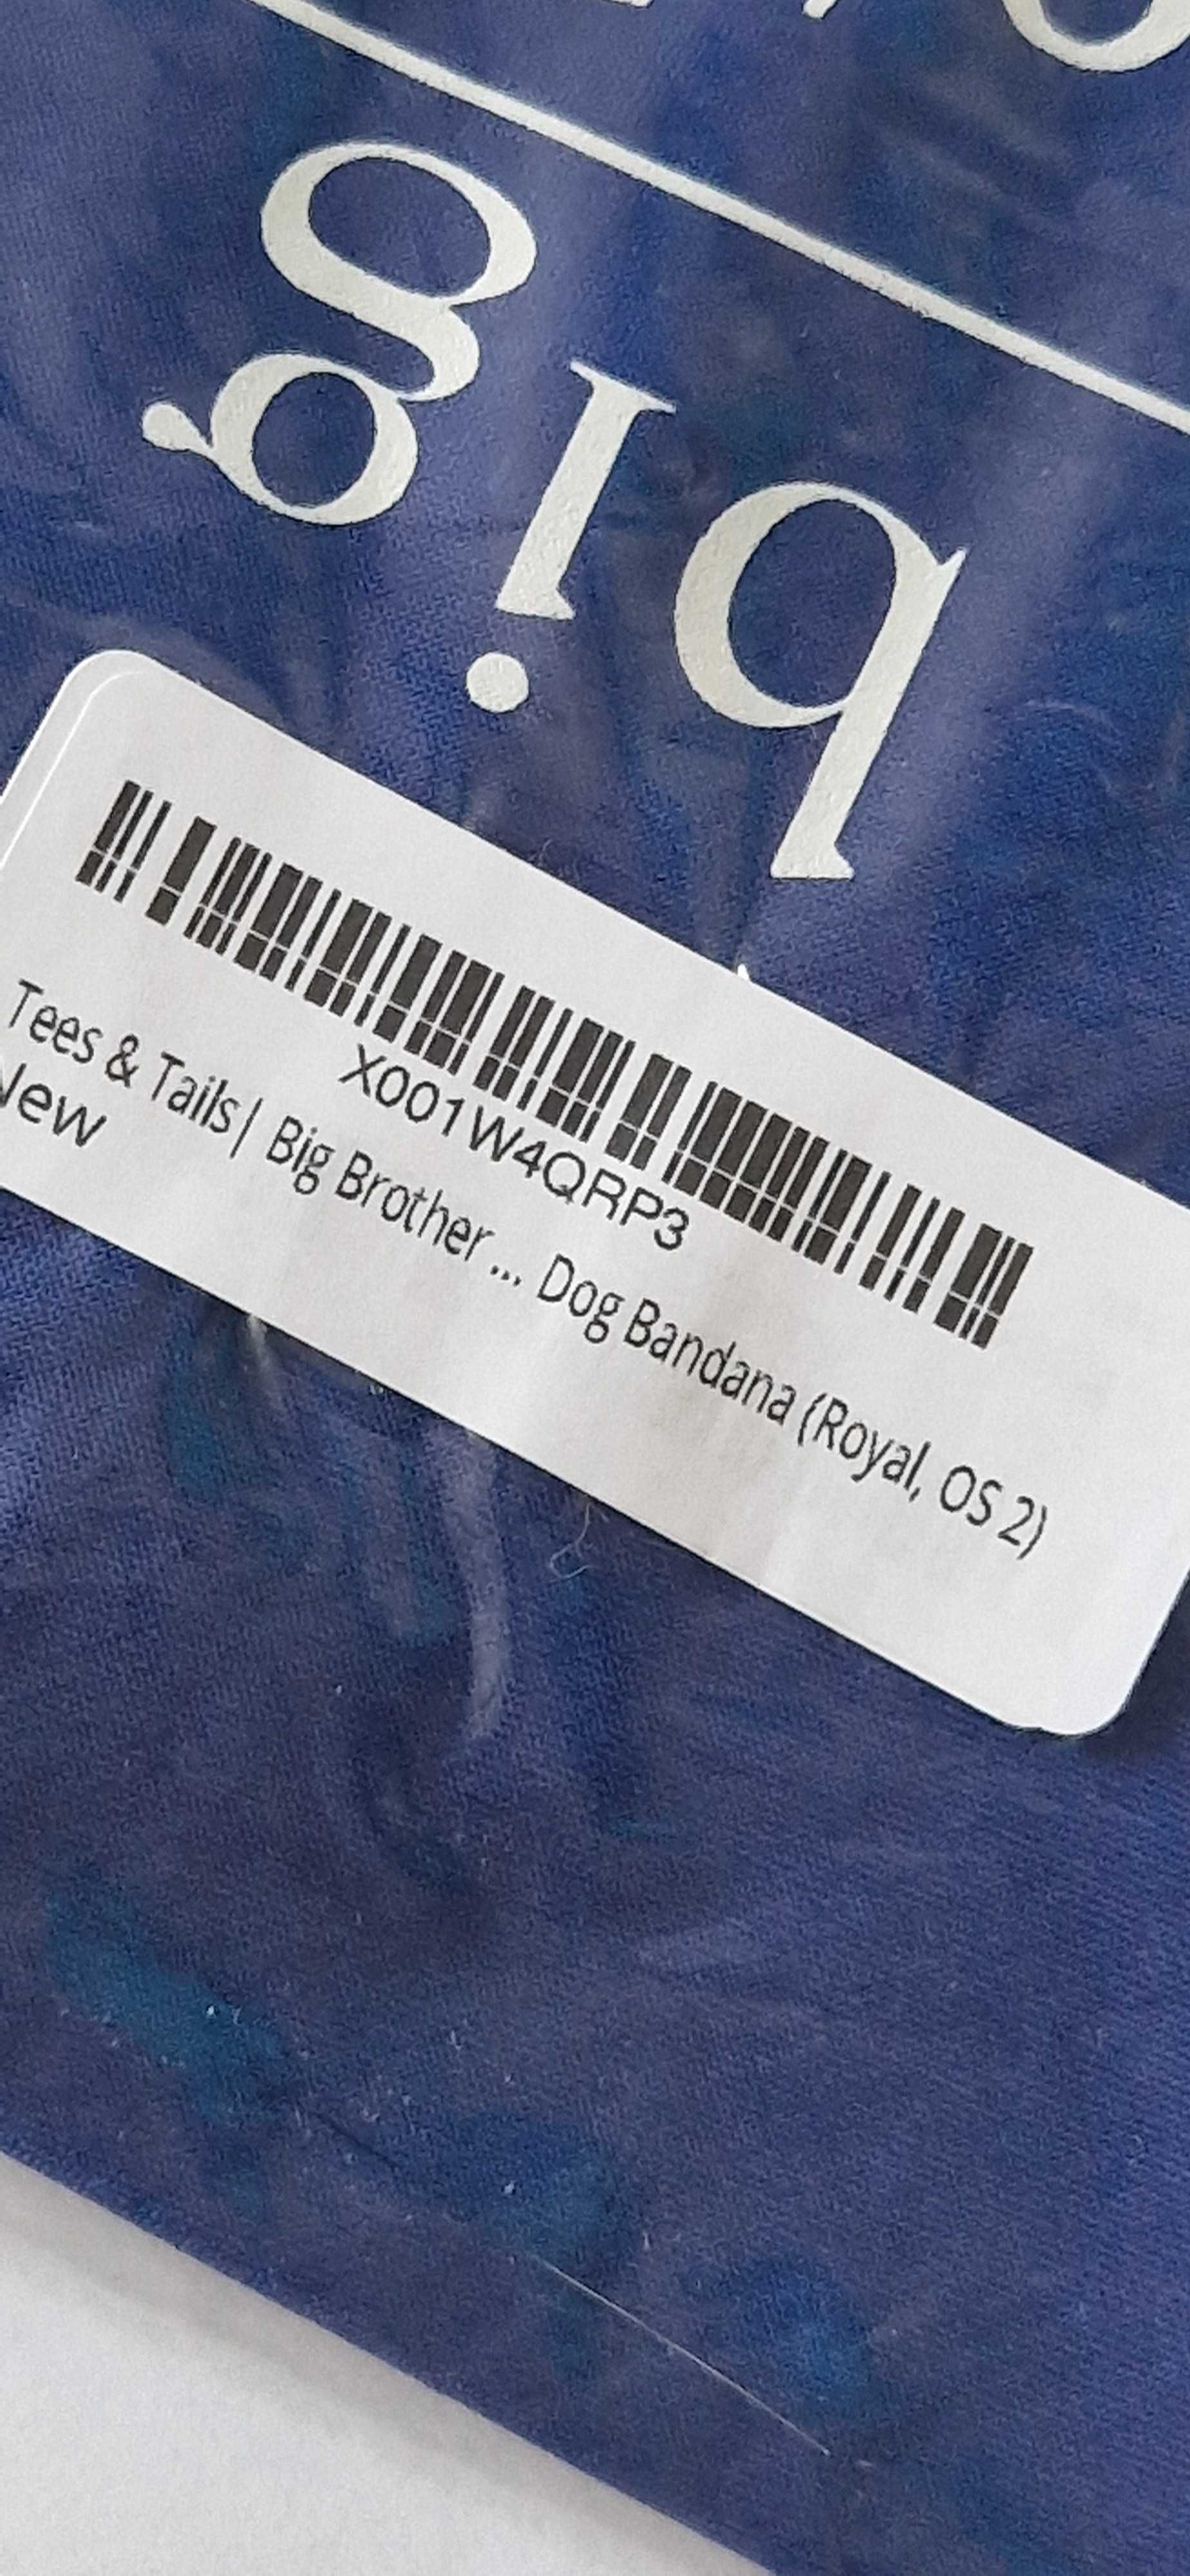 big
X001W4QRP3
Tees & Tails| Big Brother ... Dog Bandana (Royal, OS 2)
New